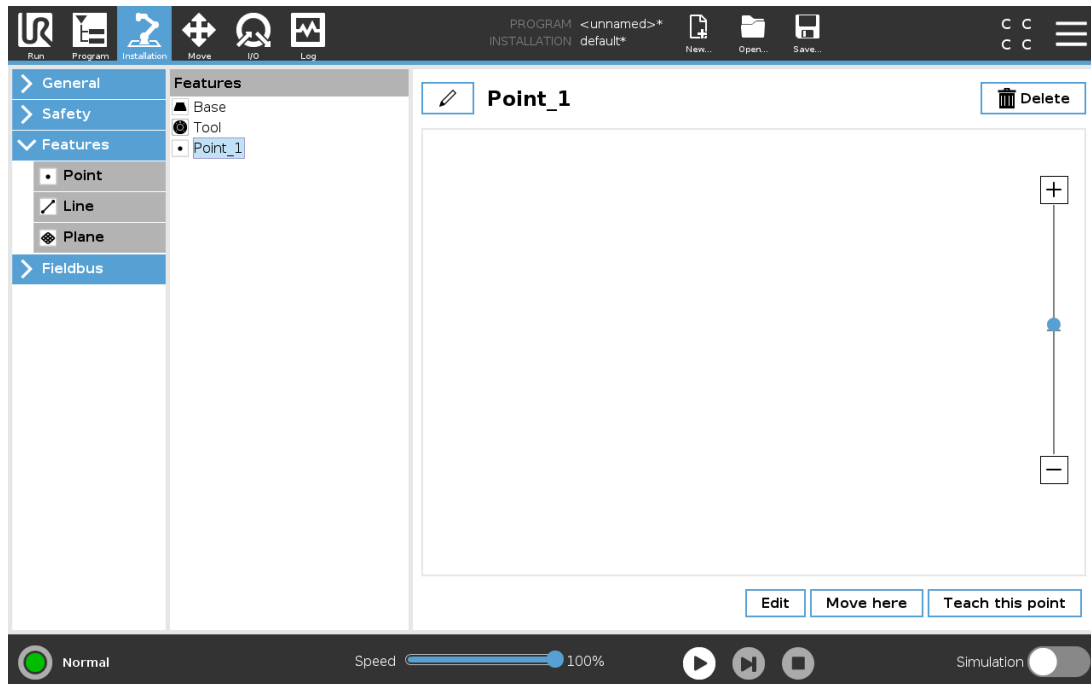 PROGRAM <unnamed>*
INSTALLATION default*
Run Program Installation Move I/O Log New... Open... Save...
C C
C C
General
Safety
Features
Point
Line
Plane
Fieldbus
Features
Base
Tool
Point_1
Point_1
Delete
Edit Move here Teach this point
Normal Speed 100% Simulation